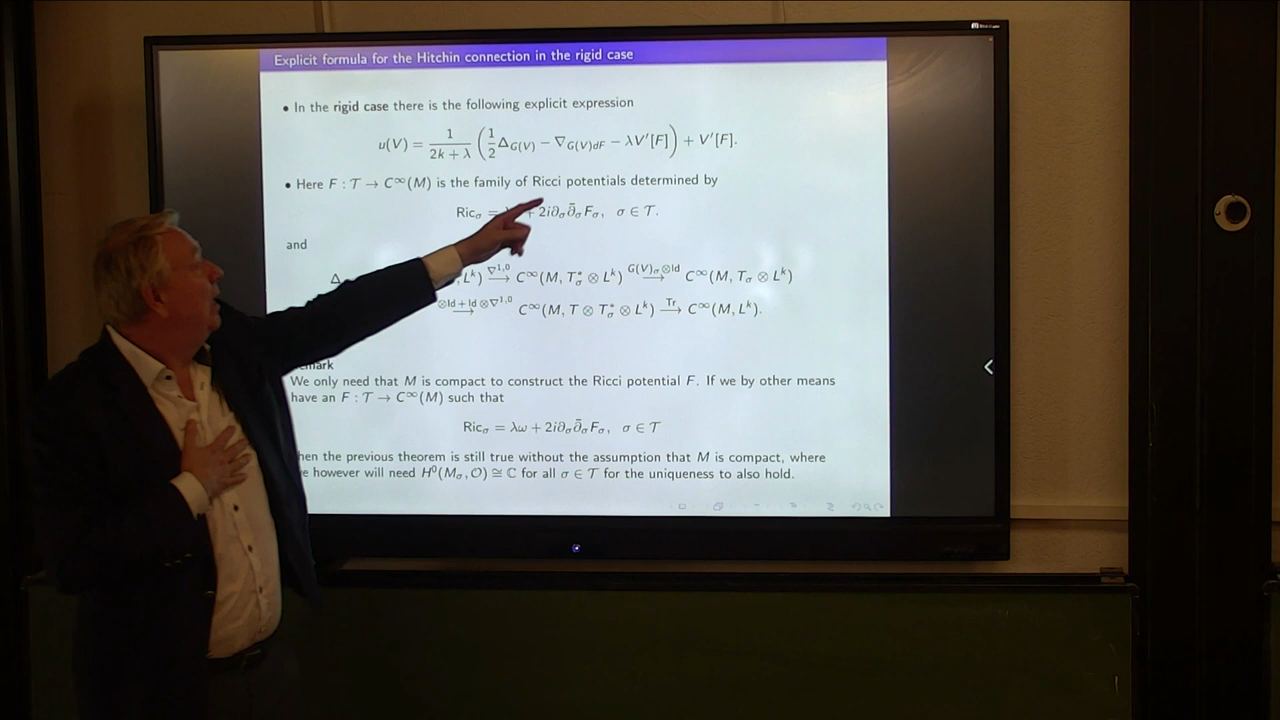 Explicit formula for the Hitchin connection in the rigid case
• In the rigid case there is the following explicit expression
u(V) = 1/(2k + λ) (1/2 Δ_{G(V)} − ∇_{G(V)dF} − λV′[F]) + V′[F].
• Here F : 𝒯 → C^∞(M) is the family of Ricci potentials determined by
Ric_σ = + 2i∂_σ∂̄_σF_σ, σ ∈ 𝒯.
and
Δ , L^k) —∇^{1,0}→ C^∞(M, T*_σ ⊗ L^k) —G(V)_σ⊗Id→ C^∞(M, T_σ ⊗ L^k)
⊗Id + Id ⊗∇^{1,0}→ C^∞(M, T ⊗ T*_σ ⊗ L^k) —Tr→ C^∞(M, L^k).
mark
We only need that M is compact to construct the Ricci potential F. If we by other means
have an F : 𝒯 → C^∞(M) such that
Ric_σ = λω + 2i∂_σ∂̄_σF_σ, σ ∈ 𝒯
hen the previous theorem is still true without the assumption that M is compact, where
e however will need H⁰(M_σ, 𝒪) ≅ ℂ for all σ ∈ 𝒯 for the uniqueness to also hold.